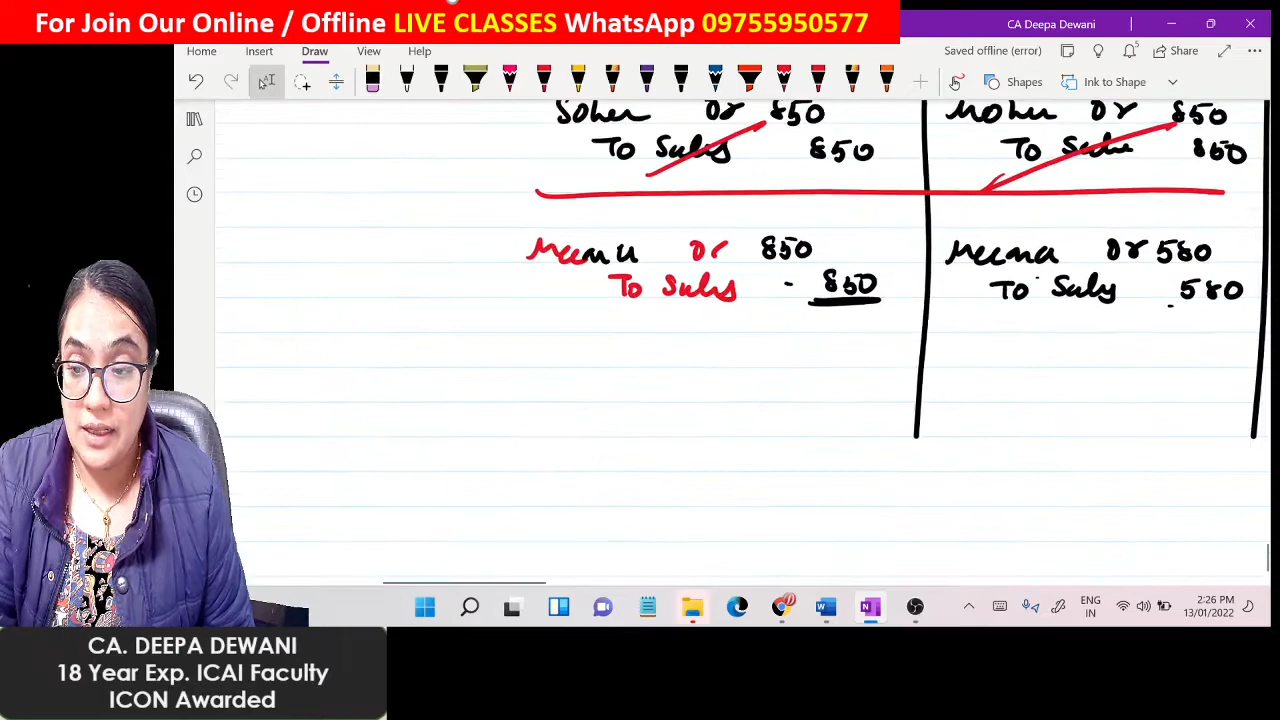 For Join Our Online / Offline LIVE CLASSES WhatsApp 09755950577
CA Deepa Dewani
Home Insert Draw View Help
Saved offline (error)
5
Share
Shapes
Ink to Shape
Sohan Dr 850
To Sales 850
Mohan Dr 850
To Sales 850
Meena Dr 850
To Sales 850
Meena Dr 580
To Sales 580
ENG
IN
2:26 PM
13/01/2022
CA. DEEPA DEWANI
18 Year Exp. ICAI Faculty
ICON Awarded